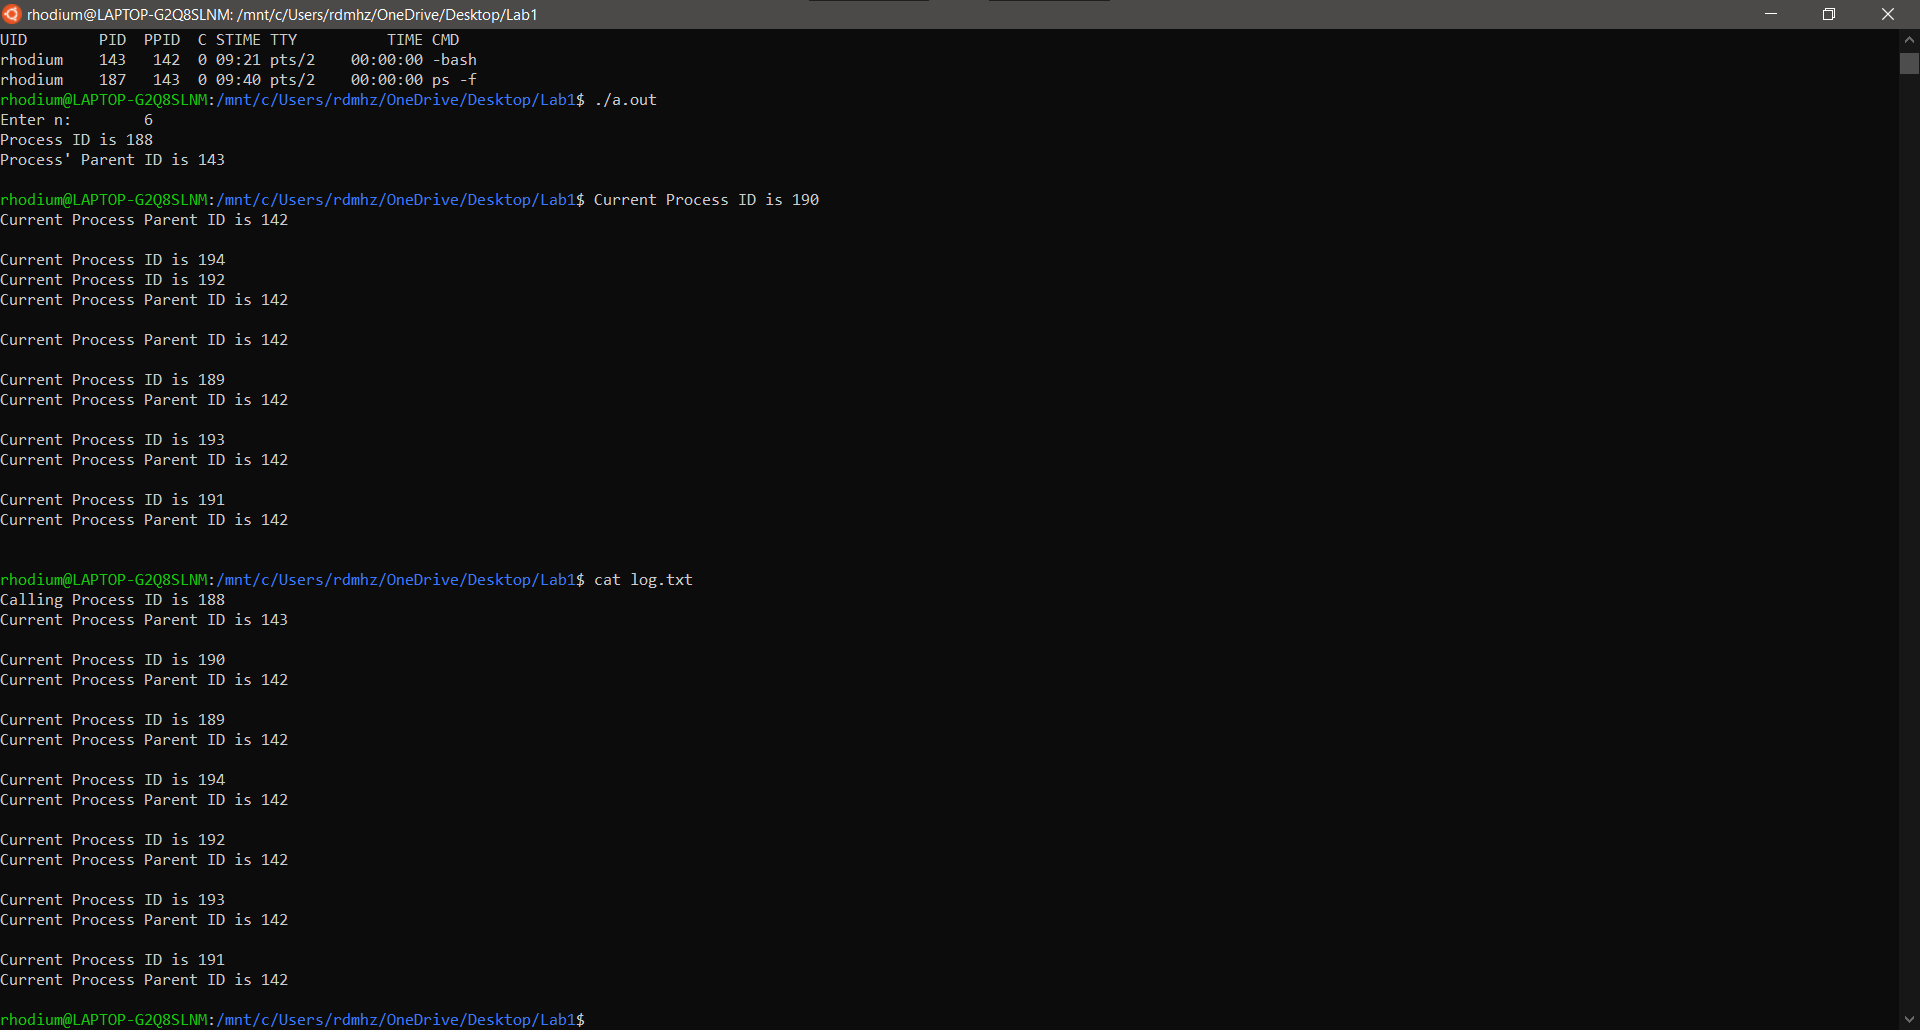 rhodium@LAPTOP-G2Q8SLNM: /mnt/c/Users/rdmhz/OneDrive/Desktop/Lab1
UID        PID  PPID  C STIME TTY          TIME CMD
rhodium    143   142  0 09:21 pts/2    00:00:00 -bash
rhodium    187   143  0 09:40 pts/2    00:00:00 ps -f
rhodium@LAPTOP-G2Q8SLNM:/mnt/c/Users/rdmhz/OneDrive/Desktop/Lab1$ ./a.out
Enter n:        6
Process ID is 188
Process' Parent ID is 143
rhodium@LAPTOP-G2Q8SLNM:/mnt/c/Users/rdmhz/OneDrive/Desktop/Lab1$ Current Process ID is 190
Current Process Parent ID is 142
Current Process ID is 194
Current Process ID is 192
Current Process Parent ID is 142
Current Process Parent ID is 142
Current Process ID is 189
Current Process Parent ID is 142
Current Process ID is 193
Current Process Parent ID is 142
Current Process ID is 191
Current Process Parent ID is 142
rhodium@LAPTOP-G2Q8SLNM:/mnt/c/Users/rdmhz/OneDrive/Desktop/Lab1$ cat log.txt
Calling Process ID is 188
Current Process Parent ID is 143
Current Process ID is 190
Current Process Parent ID is 142
Current Process ID is 189
Current Process Parent ID is 142
Current Process ID is 194
Current Process Parent ID is 142
Current Process ID is 192
Current Process Parent ID is 142
Current Process ID is 193
Current Process Parent ID is 142
Current Process ID is 191
Current Process Parent ID is 142
rhodium@LAPTOP-G2Q8SLNM:/mnt/c/Users/rdmhz/OneDrive/Desktop/Lab1$